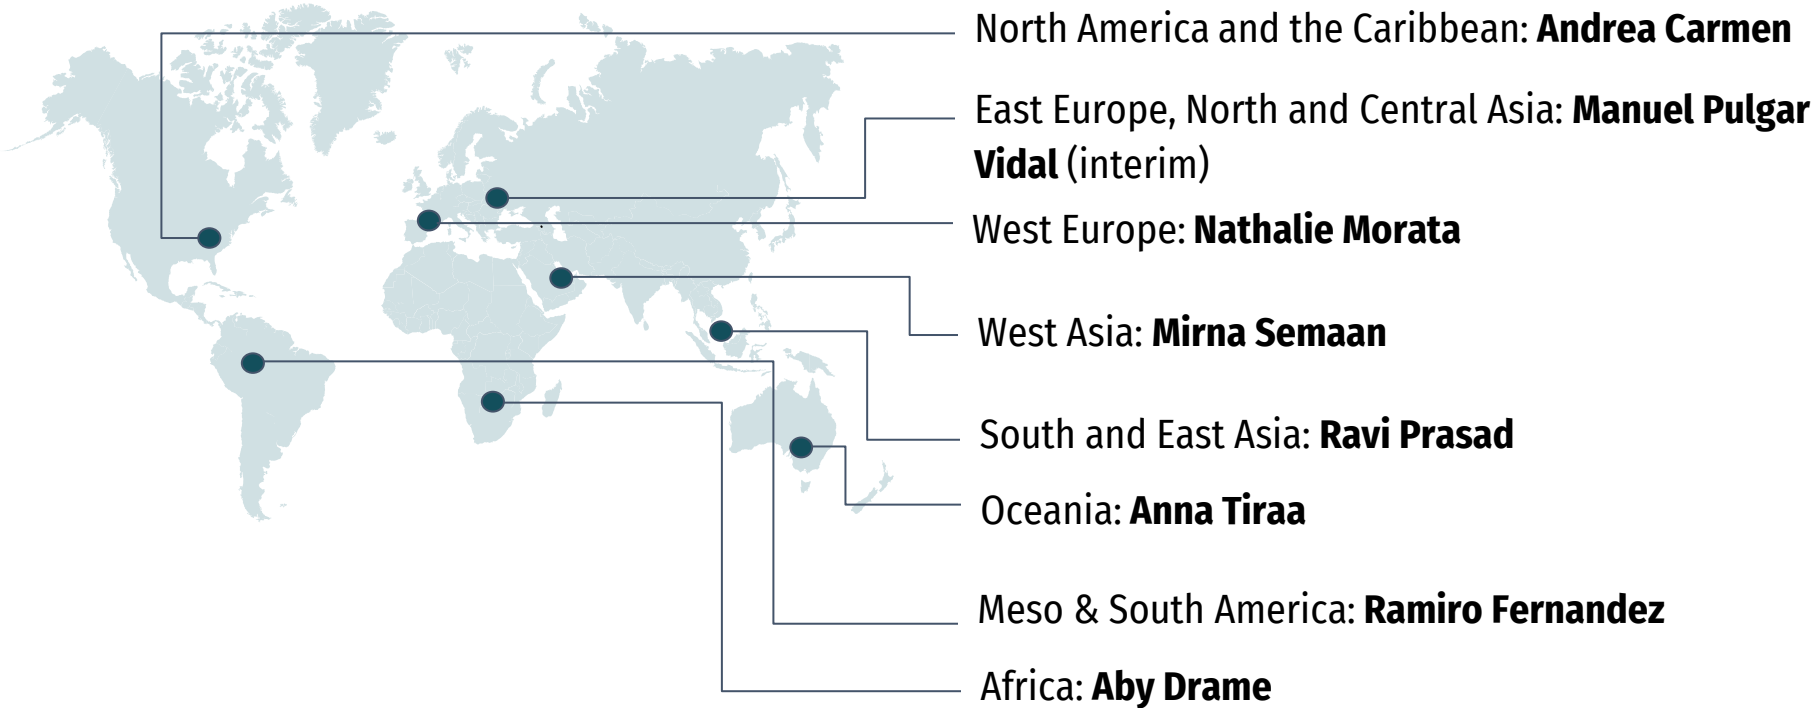 North America and the Caribbean: Andrea Carmen
East Europe, North and Central Asia: Manuel Pulgar
Vidal (interim)
West Europe: Nathalie Morata
West Asia: Mirna Semaan
South and East Asia: Ravi Prasad
Oceania: Anna Tiraa
Meso & South America: Ramiro Fernandez
Africa: Aby Drame